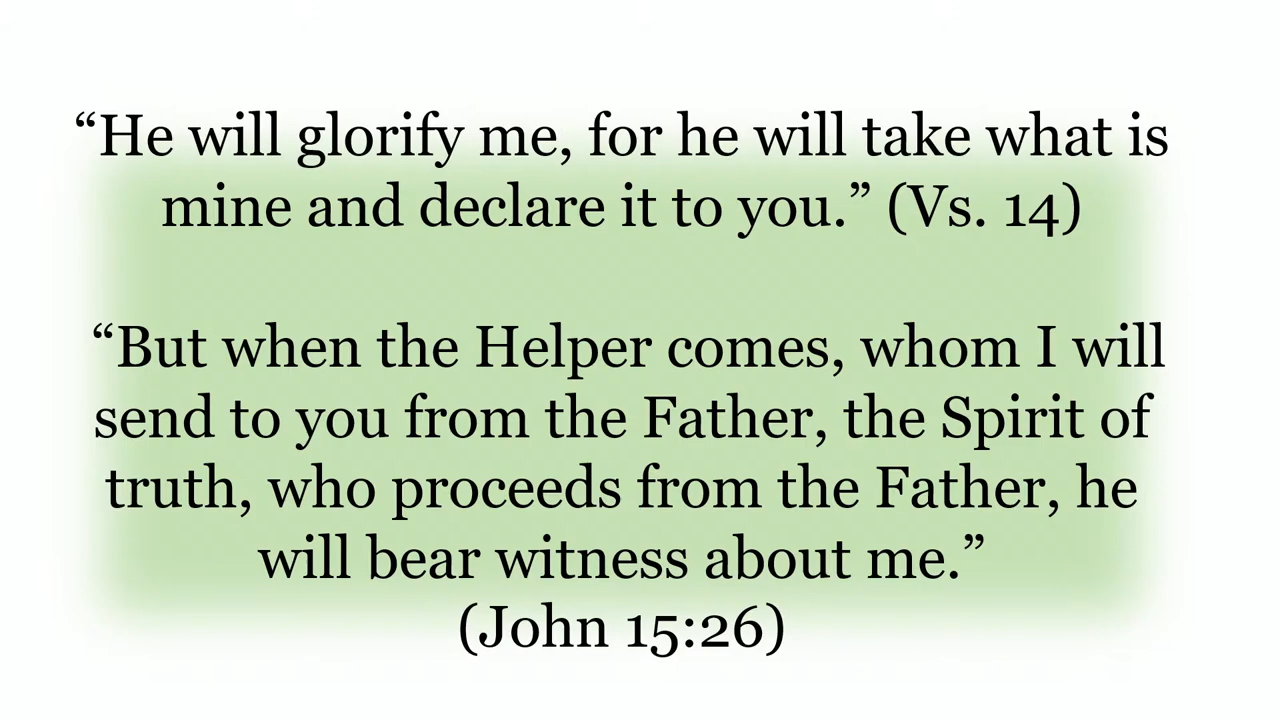 “He will glorify me, for he will take what is
mine and declare it to you.” (Vs. 14)
“But when the Helper comes, whom I will
send to you from the Father, the Spirit of
truth, who proceeds from the Father, he
will bear witness about me.”
(John 15:26)